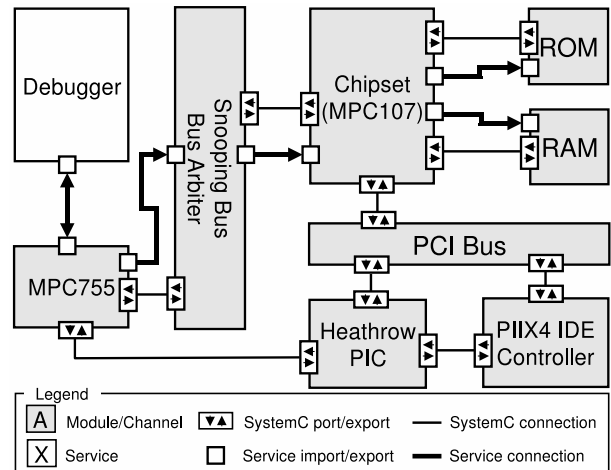 Debugger
Snooping Bus
Bus Arbiter
Chipset
(MPC107)
ROM
RAM
MPC755
PCI Bus
Heathrow
PIC
PIIX4 IDE
Controller
Legend
A Module/Channel
SystemC port/export
SystemC connection
X Service
Service import/export
Service connection